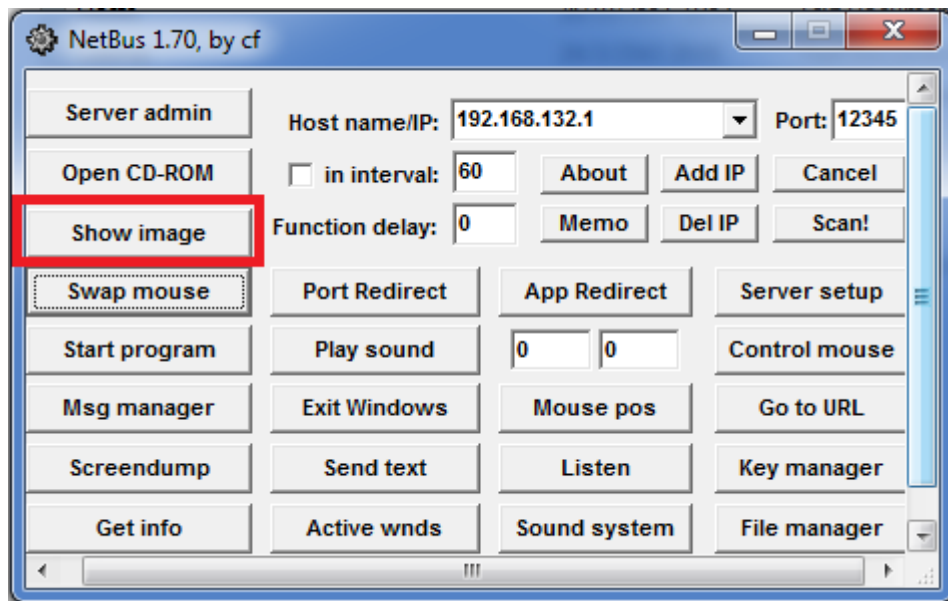 NetBus 1.70, by cf
Server admin
Host name/IP: 192.168.132.1 Port: 12345
Open CD-ROM
in interval: 60 About Add IP Cancel
Show image
Function delay: 0 Memo Del IP Scan!
Swap mouse Port Redirect App Redirect Server setup
Start program Play sound 0 0 Control mouse
Msg manager Exit Windows Mouse pos Go to URL
Screendump Send text Listen Key manager
Get info Active wnds Sound system File manager